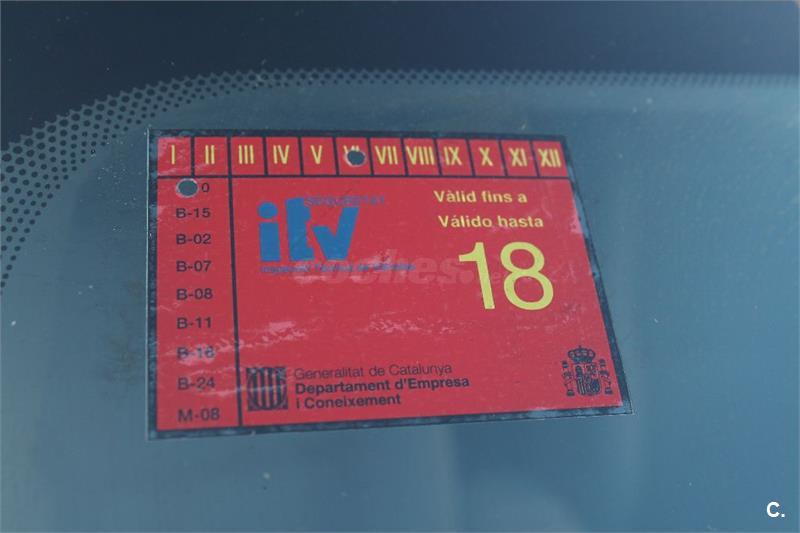 I II III IV V VI VII VIII IX X XI XII
0
B-15
B-02
B-07
B-08
B-11
B-18
B-24
M-08
itv
Vàlid fins a
Válido hasta
18
coches.
Generalitat de Catalunya
Departament d'Empresa
i Coneixement
C.